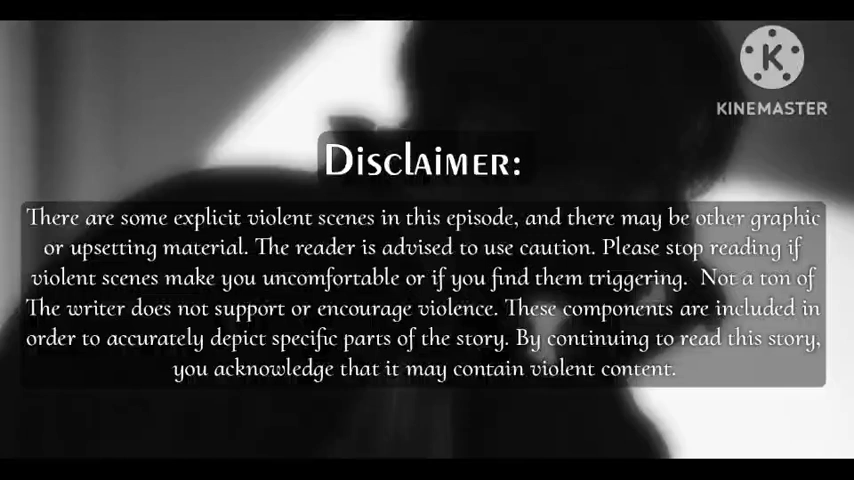 K
KINEMASTER
Disclaimer:
There are some explicit violent scenes in this episode, and there may be other graphic
or upsetting material. The reader is advised to use caution. Please stop reading if
violent scenes make you uncomfortable or if you find them triggering. Not a ton of
The writer does not support or encourage violence. These components are included in
order to accurately depict specific parts of the story. By continuing to read this story,
you acknowledge that it may contain violent content.